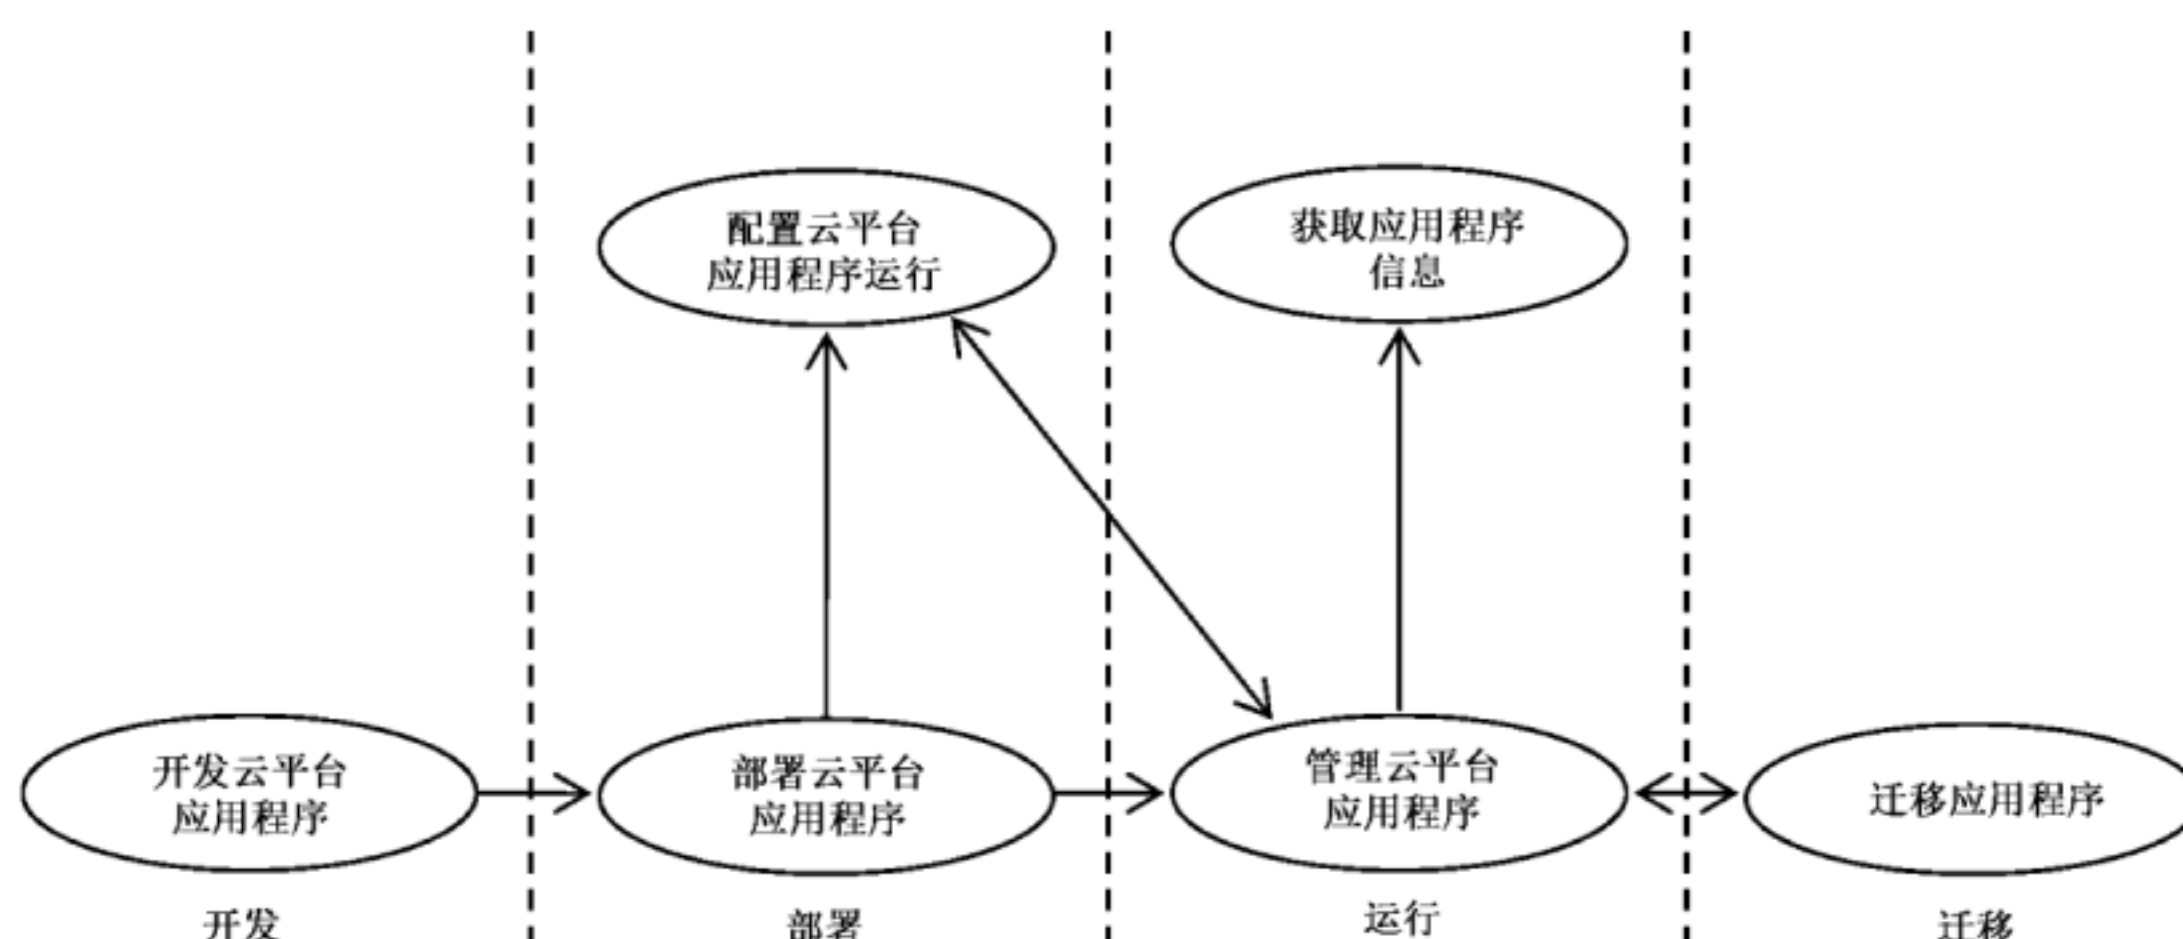 配置云平台
应用程序运行
获取应用程序
信息
开发云平台
应用程序
部署云平台
应用程序
管理云平台
应用程序
迁移应用程序
开发
部署
运行
迁移